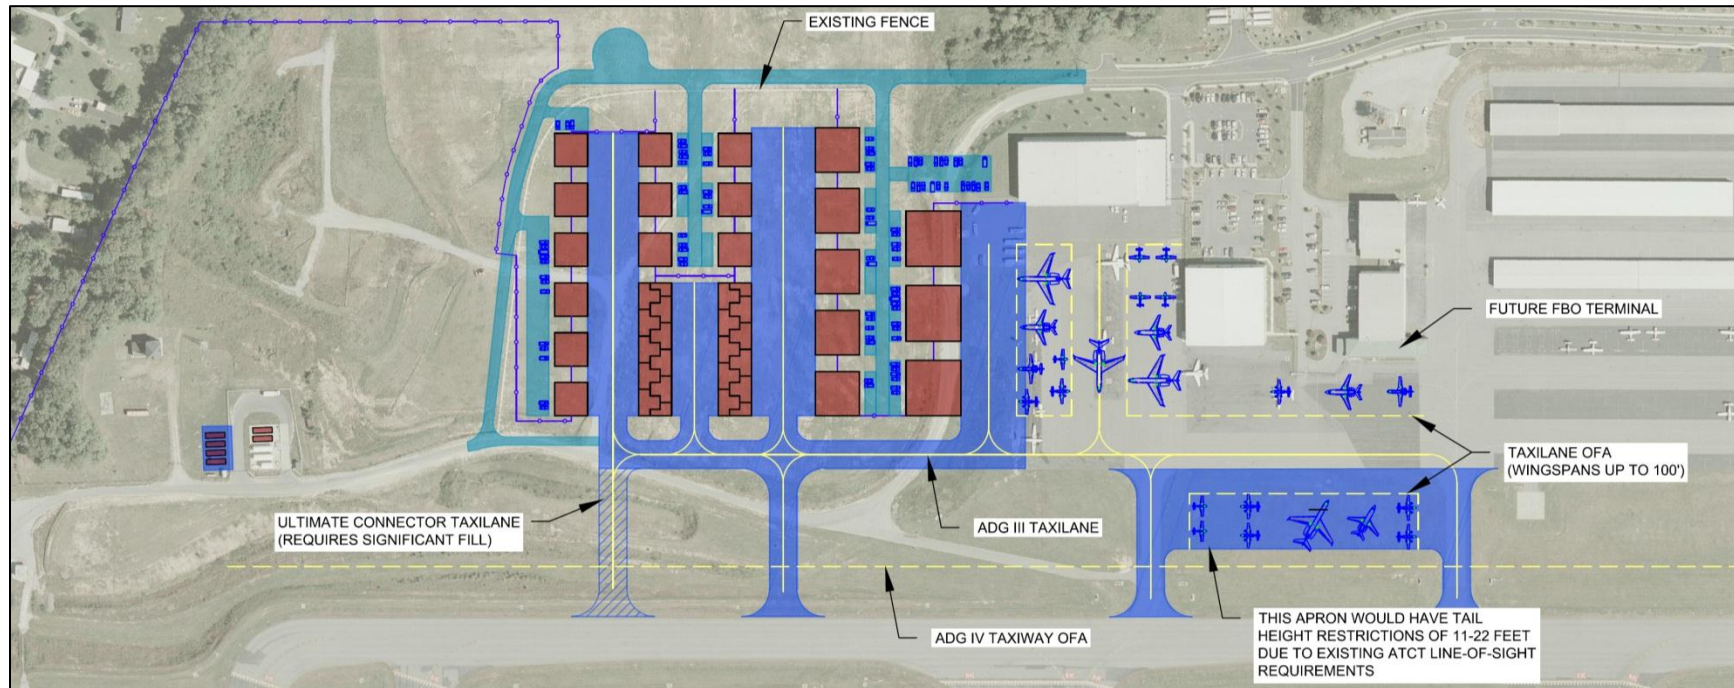 EXISTING FENCE
FUTURE FBO TERMINAL
TAXILANE OFA
(WINGSPANS UP TO 100')
ULTIMATE CONNECTOR TAXILANE
(REQUIRES SIGNIFICANT FILL)
ADG III TAXILANE
ADG IV TAXIWAY OFA
THIS APRON WOULD HAVE TAIL
HEIGHT RESTRICTIONS OF 11-22 FEET
DUE TO EXISTING ATCT LINE-OF-SIGHT
REQUIREMENTS